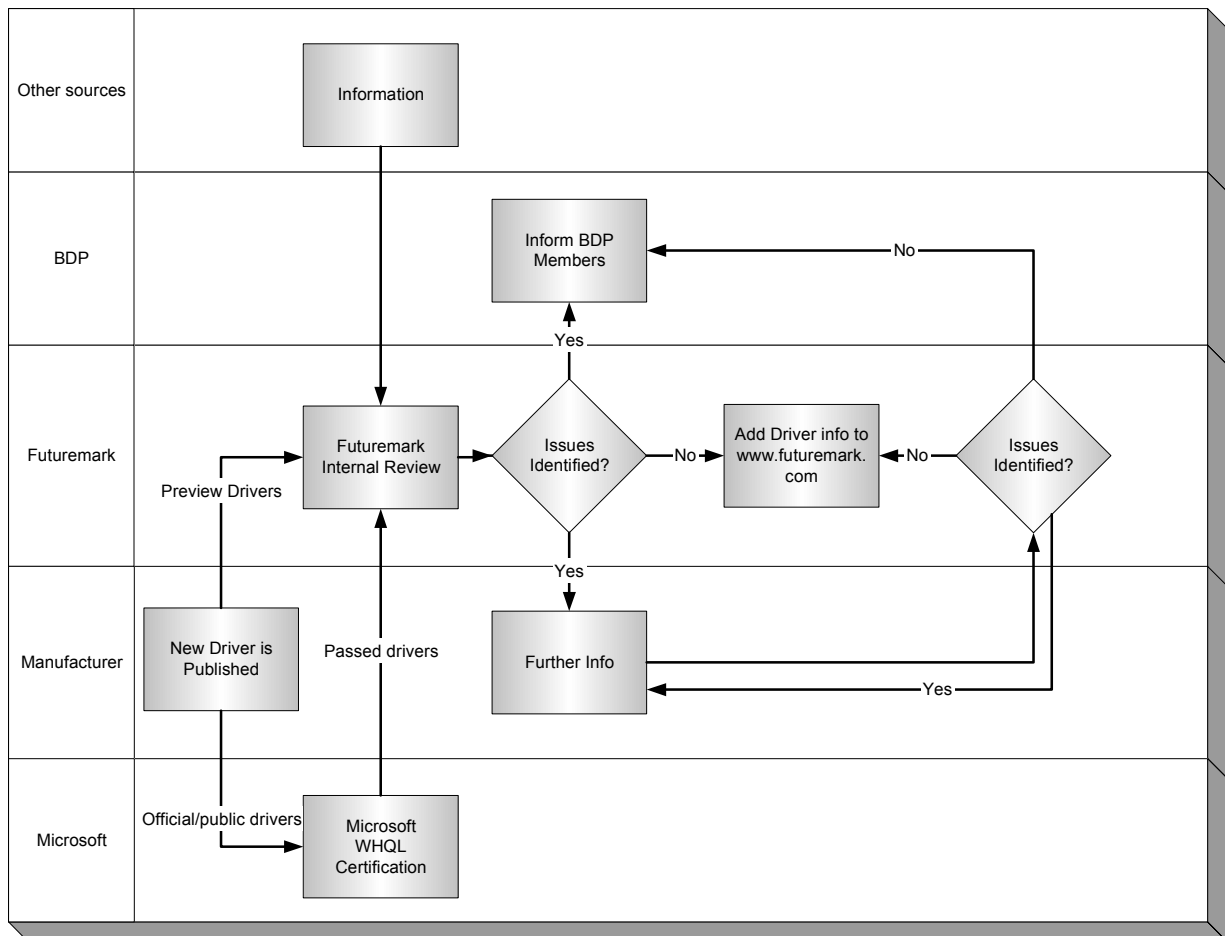 Other sources
Information
BDP
Inform BDP
Members
No
Yes
Futuremark
Futuremark
Internal Review
Issues
Identified?
No
Add Driver info to
www.futuremark.
com
No
Issues
Identified?
Preview Drivers
Yes
Manufacturer
New Driver is
Published
Passed drivers
Further Info
Yes
Microsoft
Official/public drivers
Microsoft
WHQL
Certification